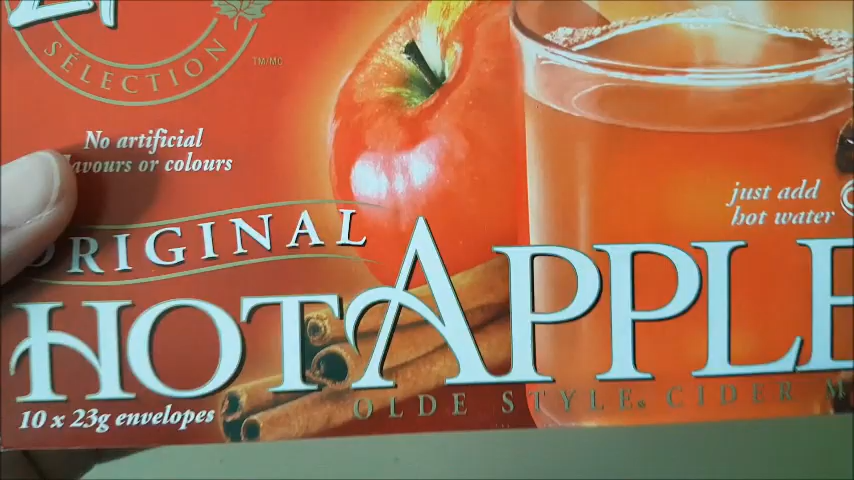 SÉLECTION
TM/MC
No artificial
flavours or colours
ORIGINAL
just add
hot water
HOT APPLE
OLDE STYLE CIDER
10 x 23g envelopes